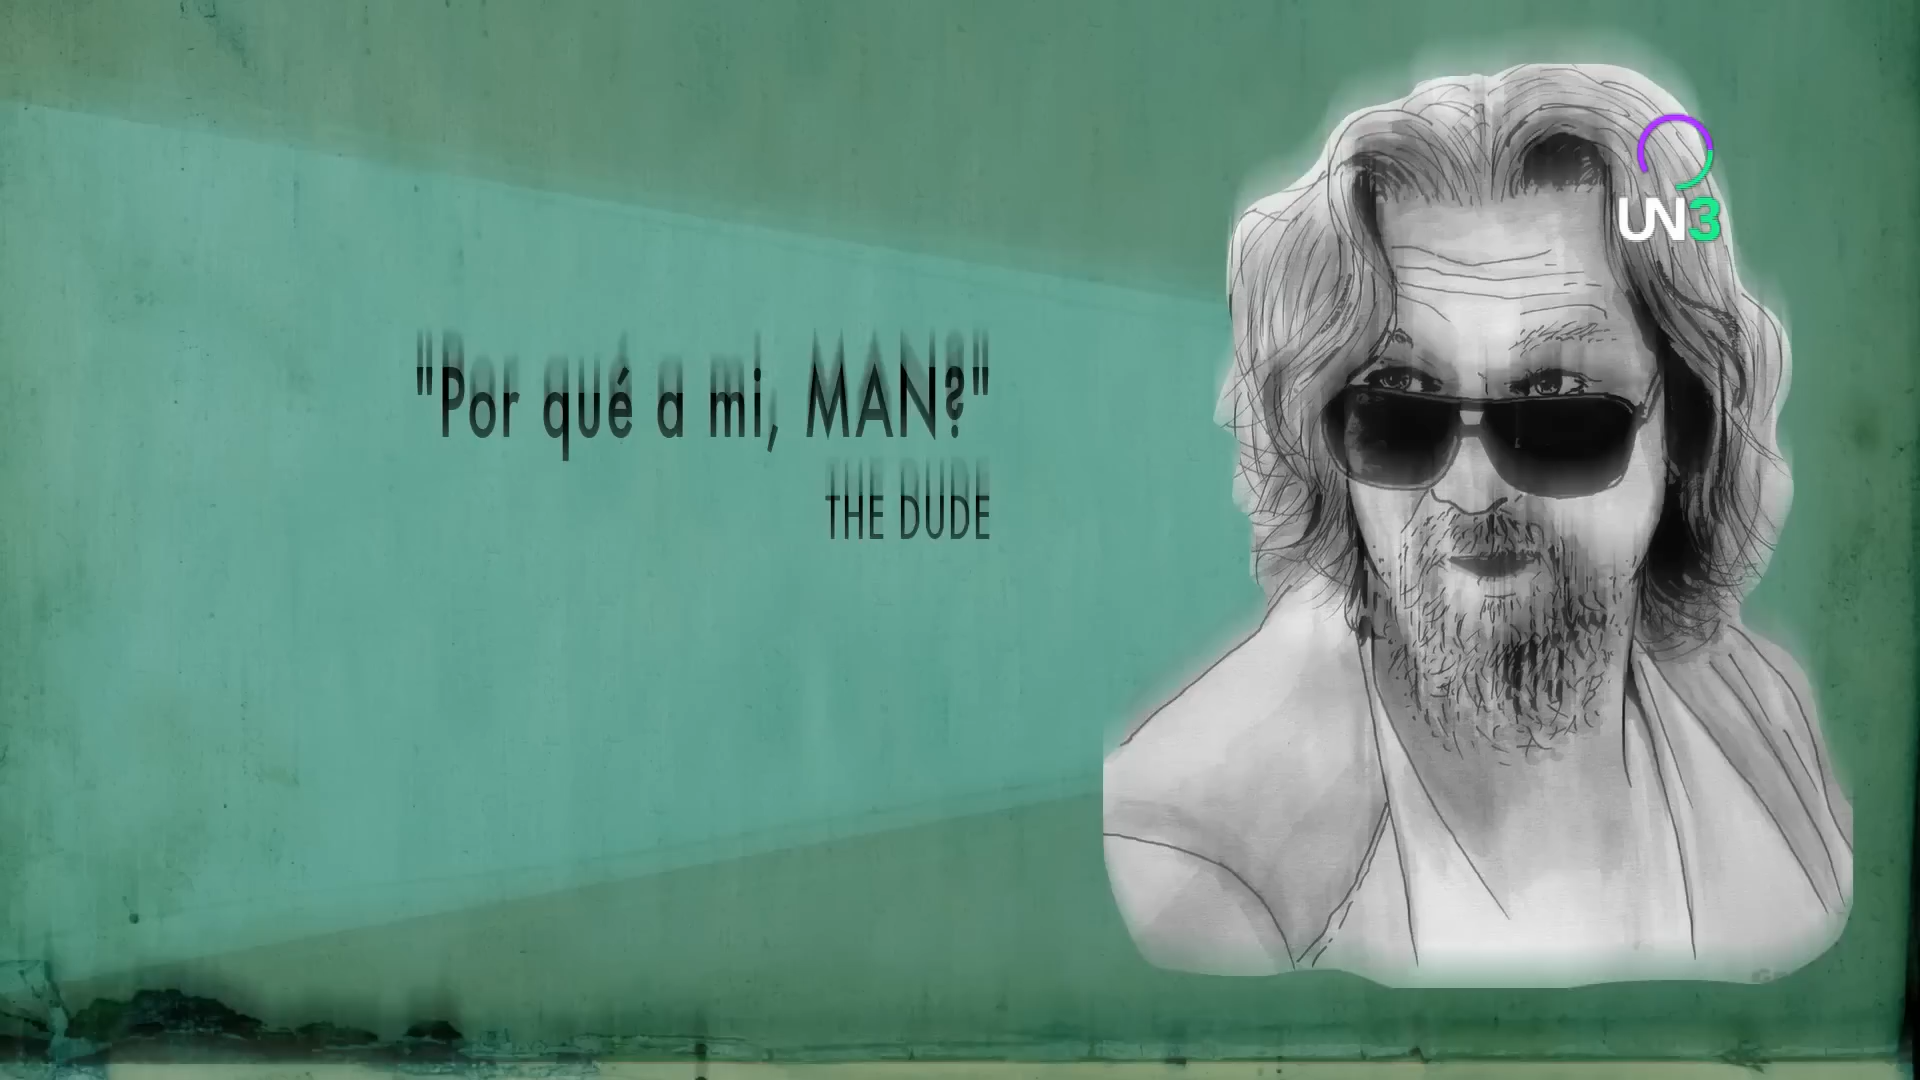 "Por qué a mi, MAN?"
THE DUDE
UN3